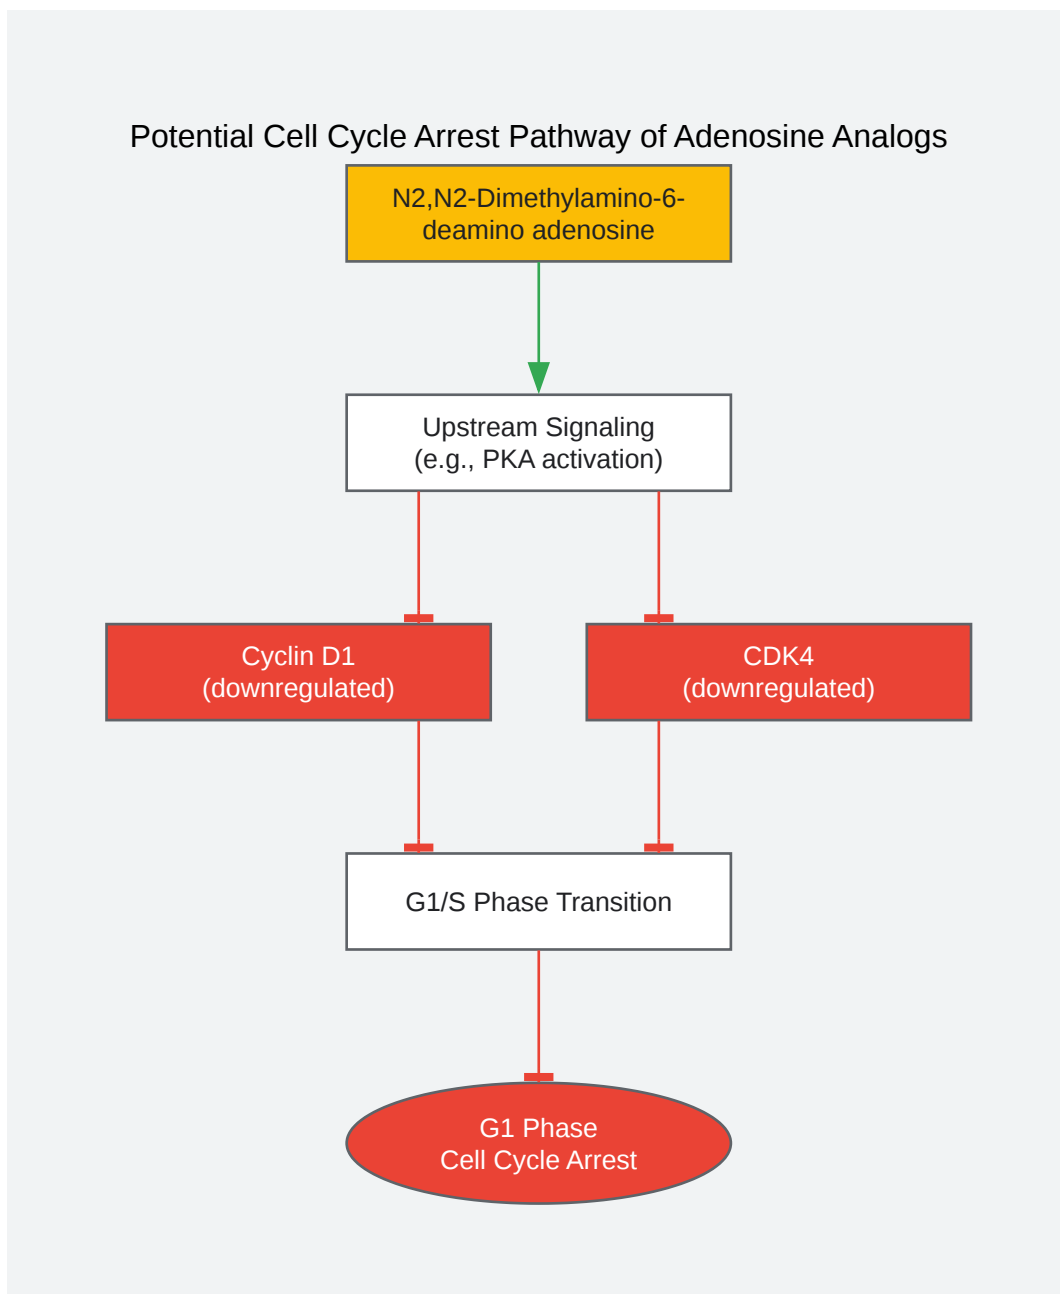 Potential Cell Cycle Arrest Pathway of Adenosine Analogs
N2,N2-Dimethylamino-6-
deamino adenosine
Upstream Signaling
(e.g., PKA activation)
Cyclin D1
(downregulated)
CDK4
(downregulated)
G1/S Phase Transition
G1 Phase
Cell Cycle Arrest